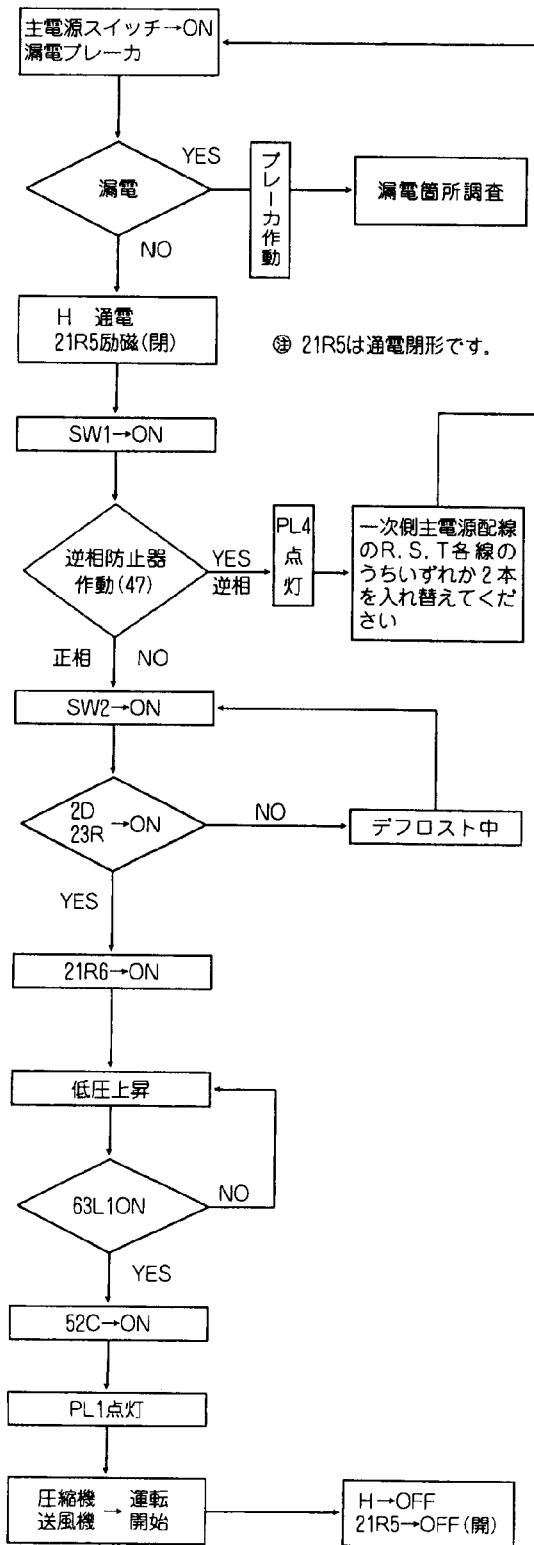 主電源スイッチ→ON
漏電ブレーカ
漏電
YES
ブレーカ作動
漏電箇所調査
NO
H 通電
21R5励磁(閉)
㊟ 21R5は通電閉形です.
SW1→ON
逆相防止器
作動(47)
YES
逆相
PL4点灯
一次側主電源配線
のR.S.T各線の
うちいずれか2本
を入れ替えてくだ
さい
正相 NO
SW2→ON
2D
23R →ON
NO
デフロスト中
YES
21R6→ON
低圧上昇
63L1ON
NO
YES
52C→ON
PL1点灯
圧縮機 → 運転
送風機 開始
H→OFF
21R5→OFF(開)